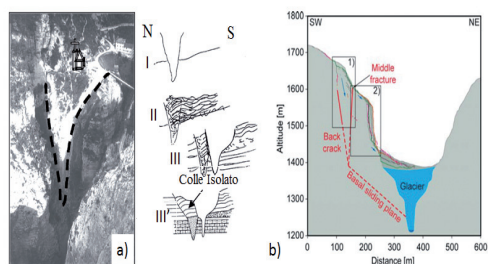 N S
I
II
III
Colle Isolato
III'
a)
SW NE
1800
1700
1600
1500
1400
1300
1200
Altitude [m]
1)
Middle
fracture
2)
Back
crack
Basal sliding plane
Glacier
0 100 200 300 400 500 600
Distance [m]
b)